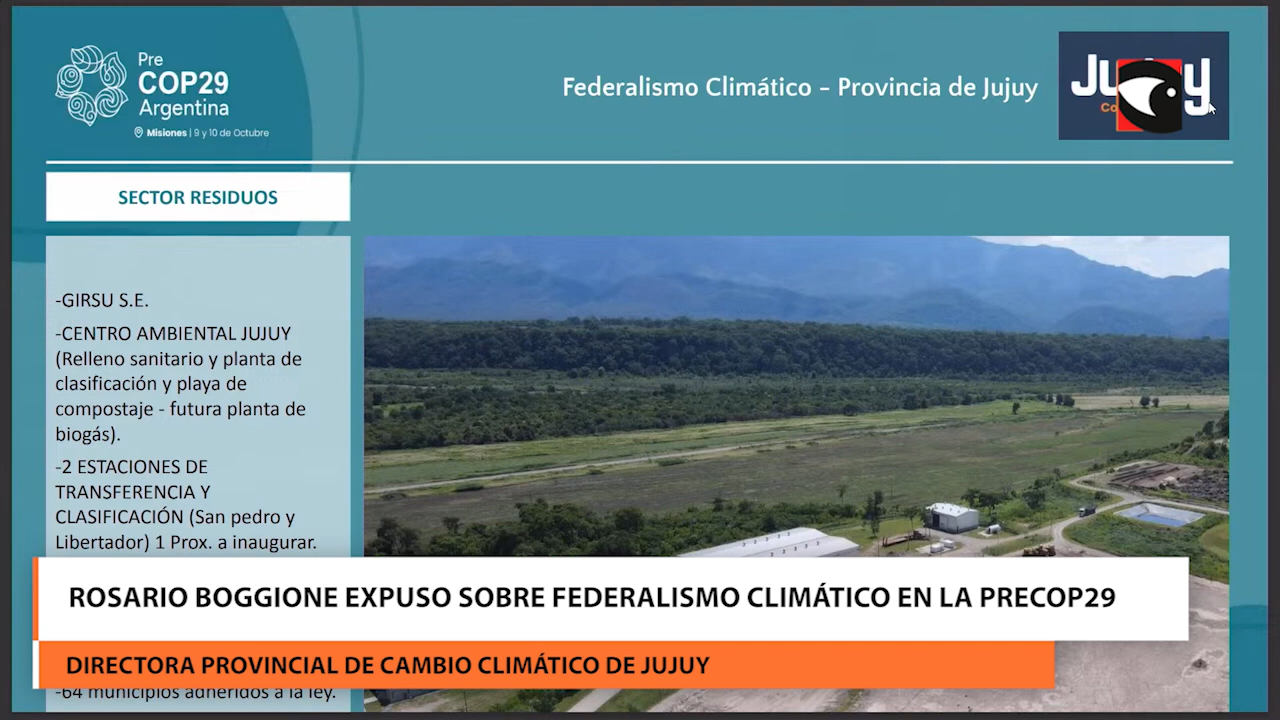 Pre
COP29
Argentina
Misiones | 9 y 10 de Octubre
Federalismo Climático – Provincia de Jujuy
SECTOR RESIDUOS
-GIRSU S.E.
-CENTRO AMBIENTAL JUJUY
(Relleno sanitario y planta de
clasificación y playa de
compostaje - futura planta de
biogás).
-2 ESTACIONES DE
TRANSFERENCIA Y
CLASIFICACIÓN (San pedro y
Libertador) 1 Prox. a inaugurar.
ROSARIO BOGGIONE EXPUSO SOBRE FEDERALISMO CLIMÁTICO EN LA PRECOP29
DIRECTORA PROVINCIAL DE CAMBIO CLIMÁTICO DE JUJUY
-64 municipios adheridos a la ley.